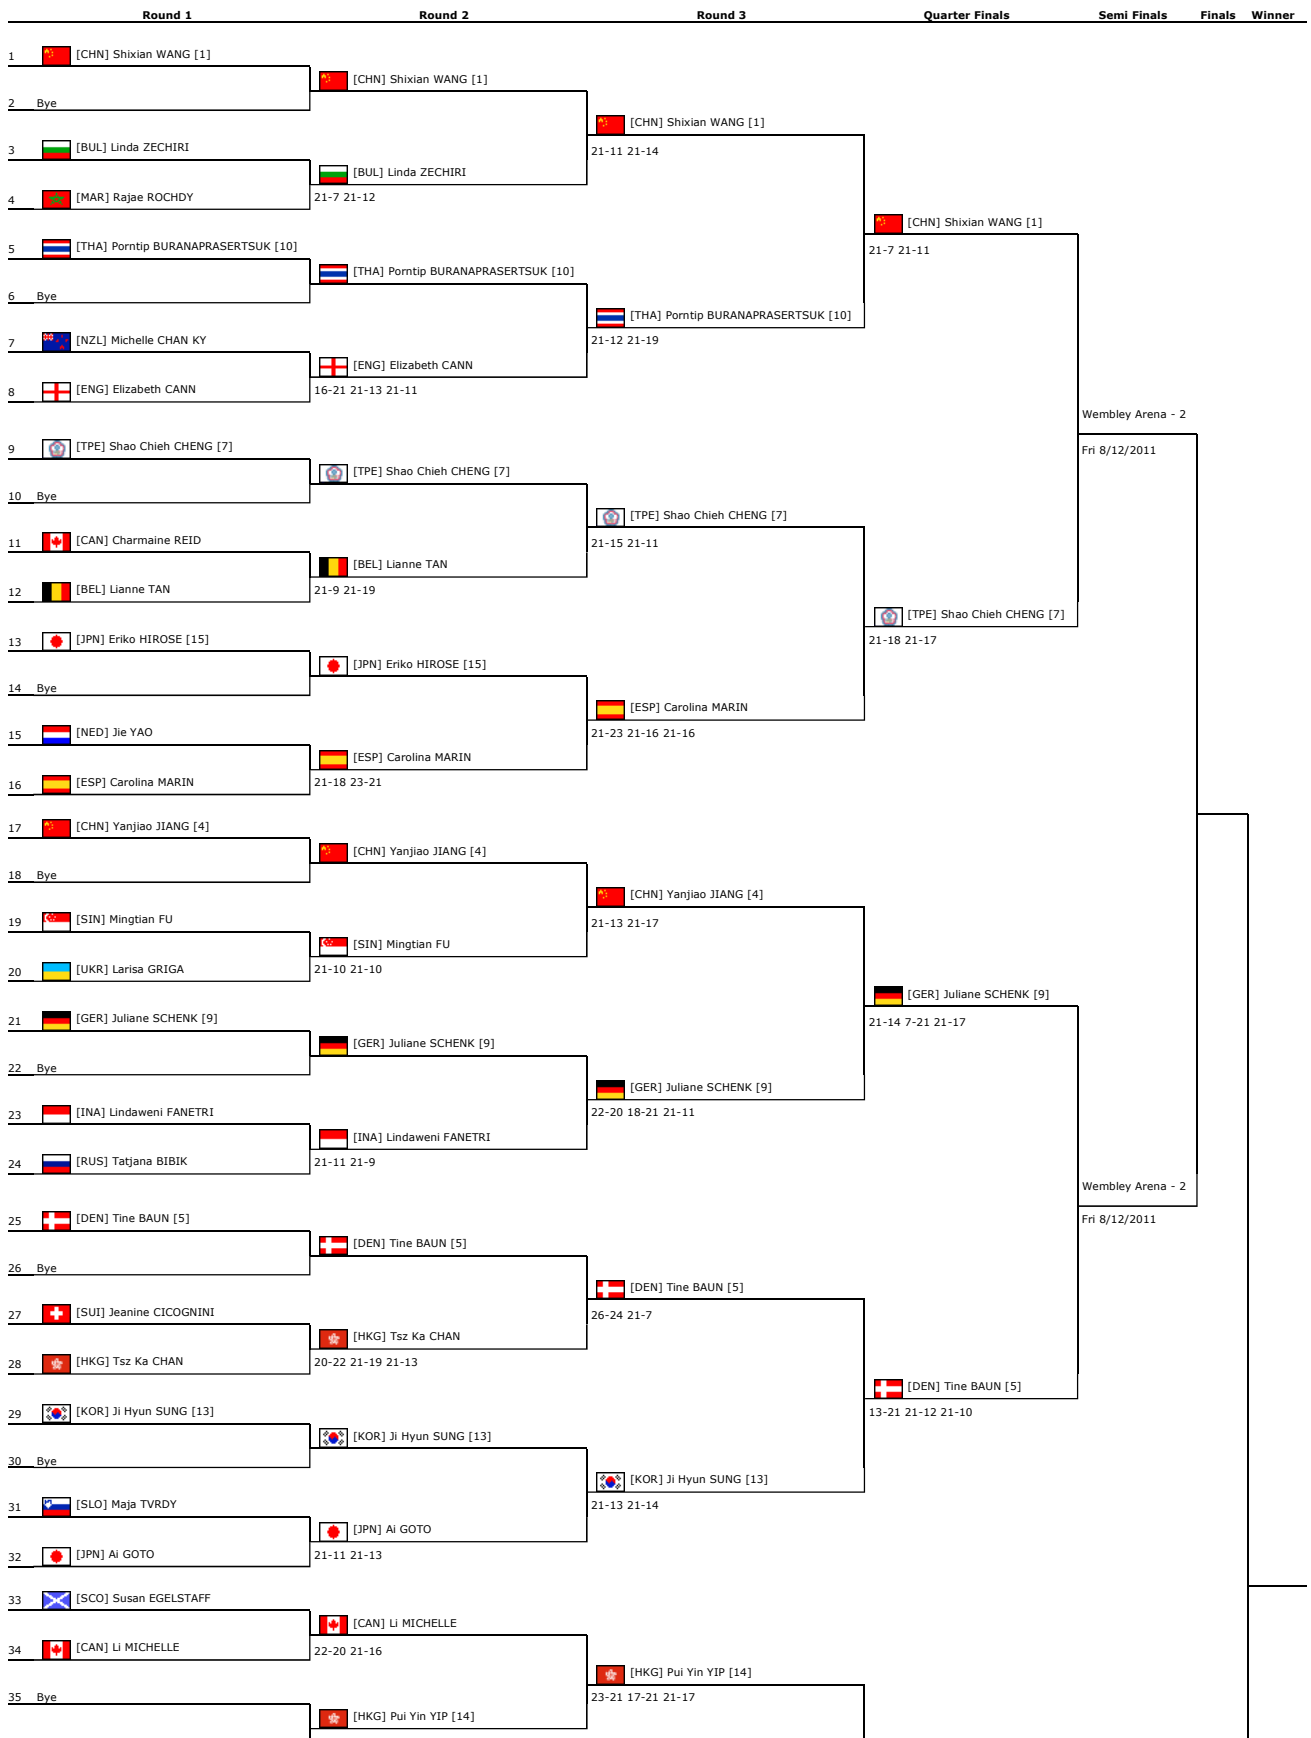 Round 1 Round 2 Round 3 Quarter Finals Semi Finals Finals Winner
1 [CHN] Shixian WANG [1]
[CHN] Shixian WANG [1]
2 Bye
[CHN] Shixian WANG [1]
3 [BUL] Linda ZECHIRI
21-11 21-14
[BUL] Linda ZECHIRI
4 [MAR] Rajae ROCHDY
21-7 21-12
[CHN] Shixian WANG [1]
5 [THA] Porntip BURANAPRASERTSUK [10]
21-7 21-11
[THA] Porntip BURANAPRASERTSUK [10]
6 Bye
[THA] Porntip BURANAPRASERTSUK [10]
7 [NZL] Michelle CHAN KY
21-12 21-19
[ENG] Elizabeth CANN
8 [ENG] Elizabeth CANN
16-21 21-13 21-11
Wembley Arena - 2
9 [TPE] Shao Chieh CHENG [7]
Fri 8/12/2011
[TPE] Shao Chieh CHENG [7]
10 Bye
[TPE] Shao Chieh CHENG [7]
11 [CAN] Charmaine REID
21-15 21-11
[BEL] Lianne TAN
12 [BEL] Lianne TAN
21-9 21-19
[TPE] Shao Chieh CHENG [7]
13 [JPN] Eriko HIROSE [15]
21-18 21-17
[JPN] Eriko HIROSE [15]
14 Bye
[ESP] Carolina MARIN
15 [NED] Jie YAO
21-23 21-16 21-16
[ESP] Carolina MARIN
16 [ESP] Carolina MARIN
21-18 23-21
17 [CHN] Yanjiao JIANG [4]
[CHN] Yanjiao JIANG [4]
18 Bye
[CHN] Yanjiao JIANG [4]
19 [SIN] Mingtian FU
21-13 21-17
[SIN] Mingtian FU
20 [UKR] Larisa GRIGA
21-10 21-10
[GER] Juliane SCHENK [9]
21 [GER] Juliane SCHENK [9]
21-14 7-21 21-17
[GER] Juliane SCHENK [9]
22 Bye
[GER] Juliane SCHENK [9]
23 [INA] Lindaweni FANETRI
22-20 18-21 21-11
[INA] Lindaweni FANETRI
24 [RUS] Tatjana BIBIK
21-11 21-9
Wembley Arena - 2
25 [DEN] Tine BAUN [5]
Fri 8/12/2011
[DEN] Tine BAUN [5]
26 Bye
[DEN] Tine BAUN [5]
27 [SUI] Jeanine CICOGNINI
26-24 21-7
[HKG] Tsz Ka CHAN
28 [HKG] Tsz Ka CHAN
20-22 21-19 21-13
[DEN] Tine BAUN [5]
29 [KOR] Ji Hyun SUNG [13]
13-21 21-12 21-10
[KOR] Ji Hyun SUNG [13]
30 Bye
[KOR] Ji Hyun SUNG [13]
31 [SLO] Maja TVRDY
21-13 21-14
[JPN] Ai GOTO
32 [JPN] Ai GOTO
21-11 21-13
33 [SCO] Susan EGELSTAFF
[CAN] Li MICHELLE
34 [CAN] Li MICHELLE
22-20 21-16
[HKG] Pui Yin YIP [14]
35 Bye
23-21 17-21 21-17
[HKG] Pui Yin YIP [14]